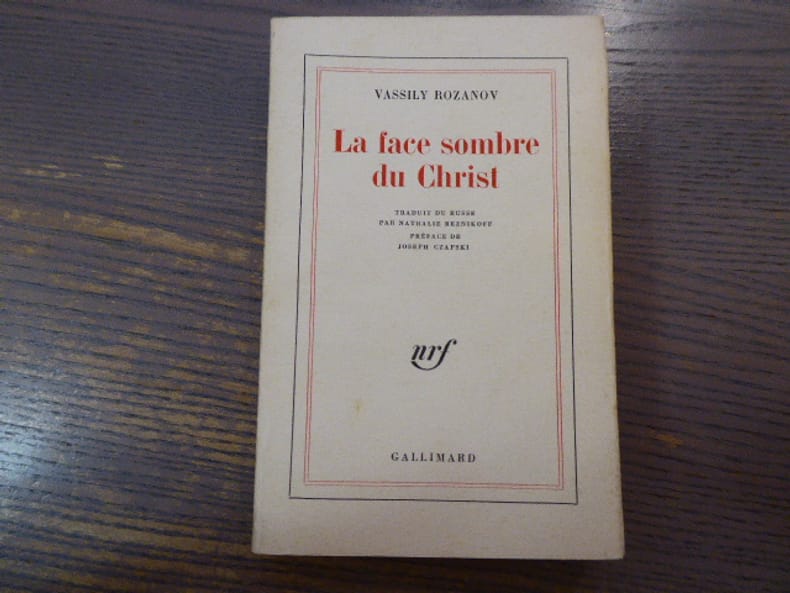 VASSILY ROZANOV
La face sombre
du Christ
TRADUIT DU RUSSE
PAR NATHALIE REZNIKOFF
PRÉFACE DE
JOSEPH CZAPSKI
nrf
GALLIMARD